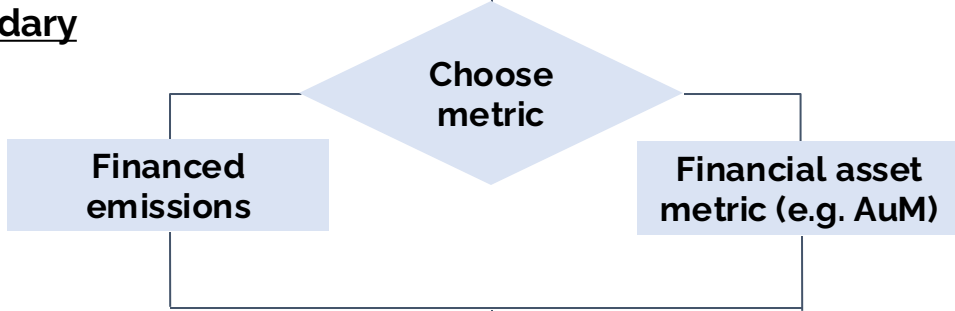 dary
Choose
metric
Financed
emissions
Financial asset
metric (e.g. AuM)